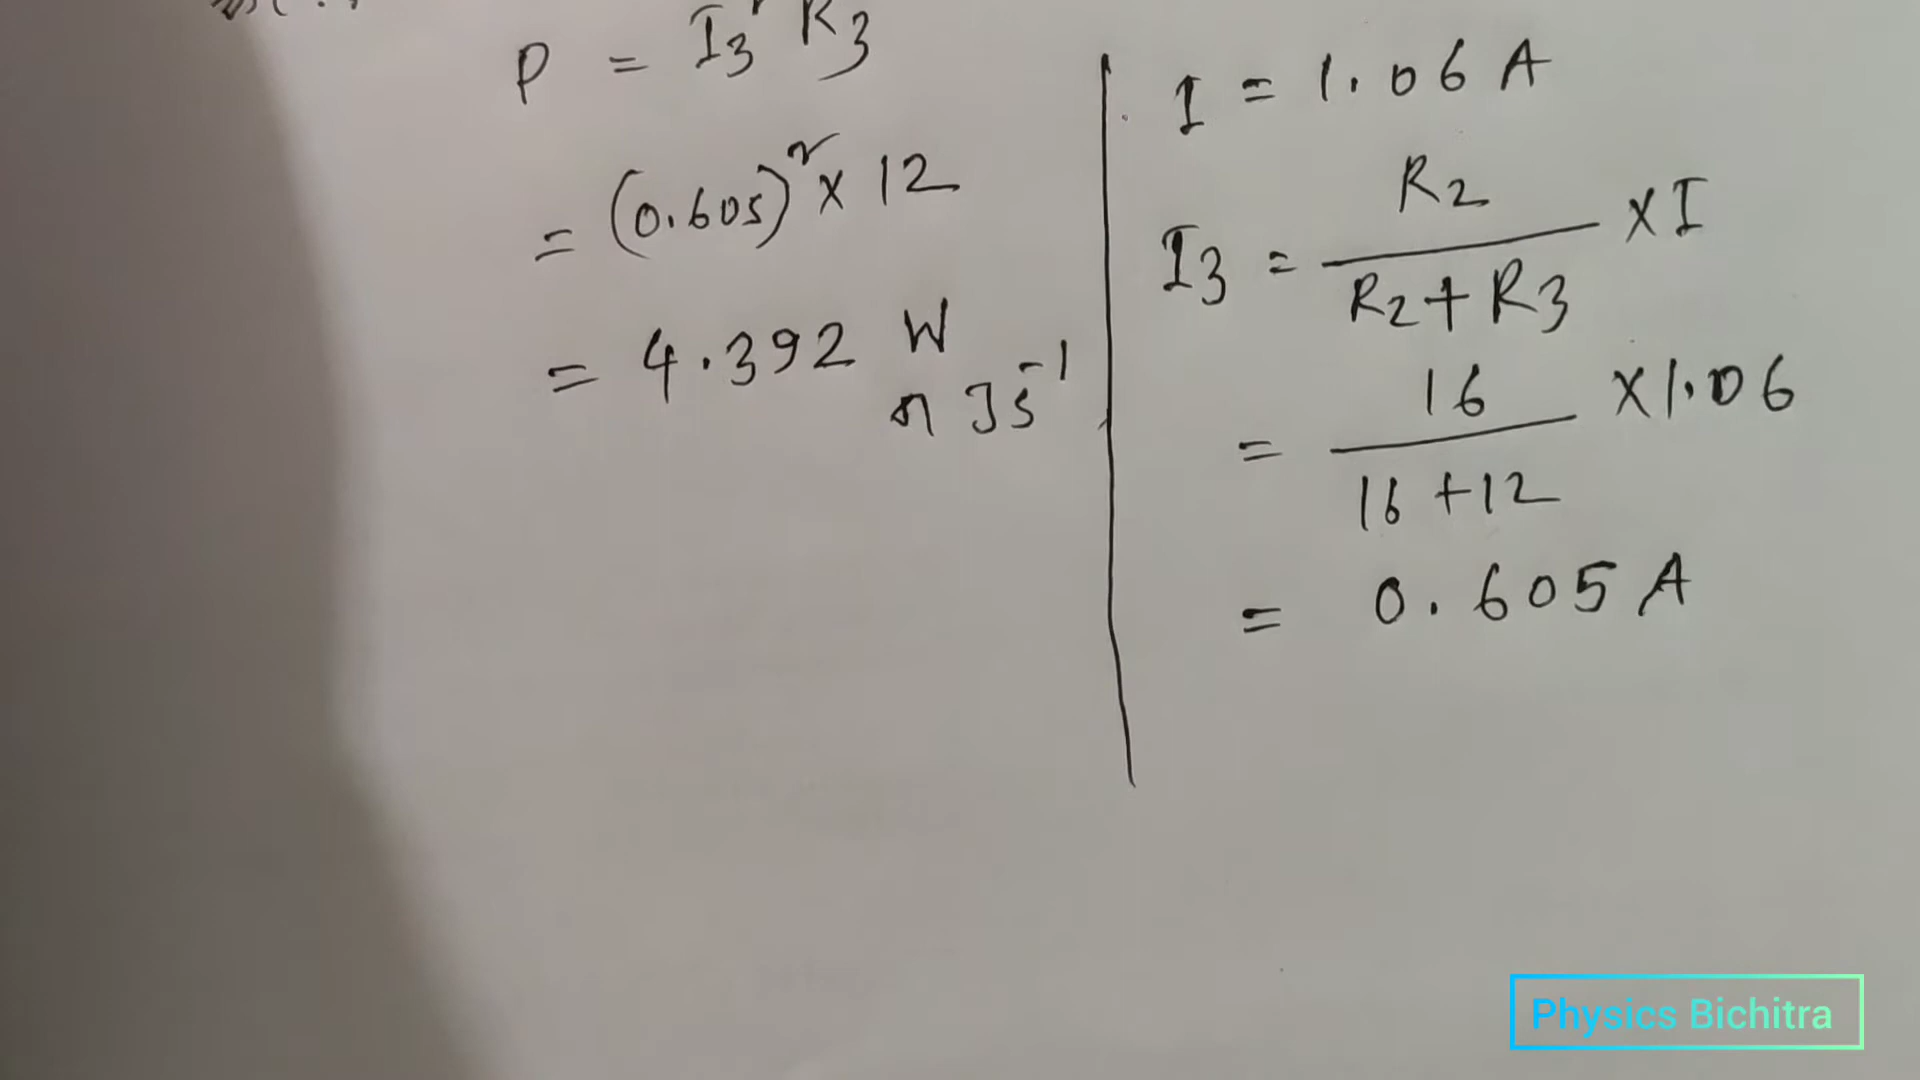 P = I₃² R₃
= (0.605)² × 12
= 4.392 W
বা Js⁻¹
I = 1.06 A
I₃ = R₂ / (R₂ + R₃) × I
= 16 / (16 + 12) × 1.06
= 0.605 A
Physics Bichitra